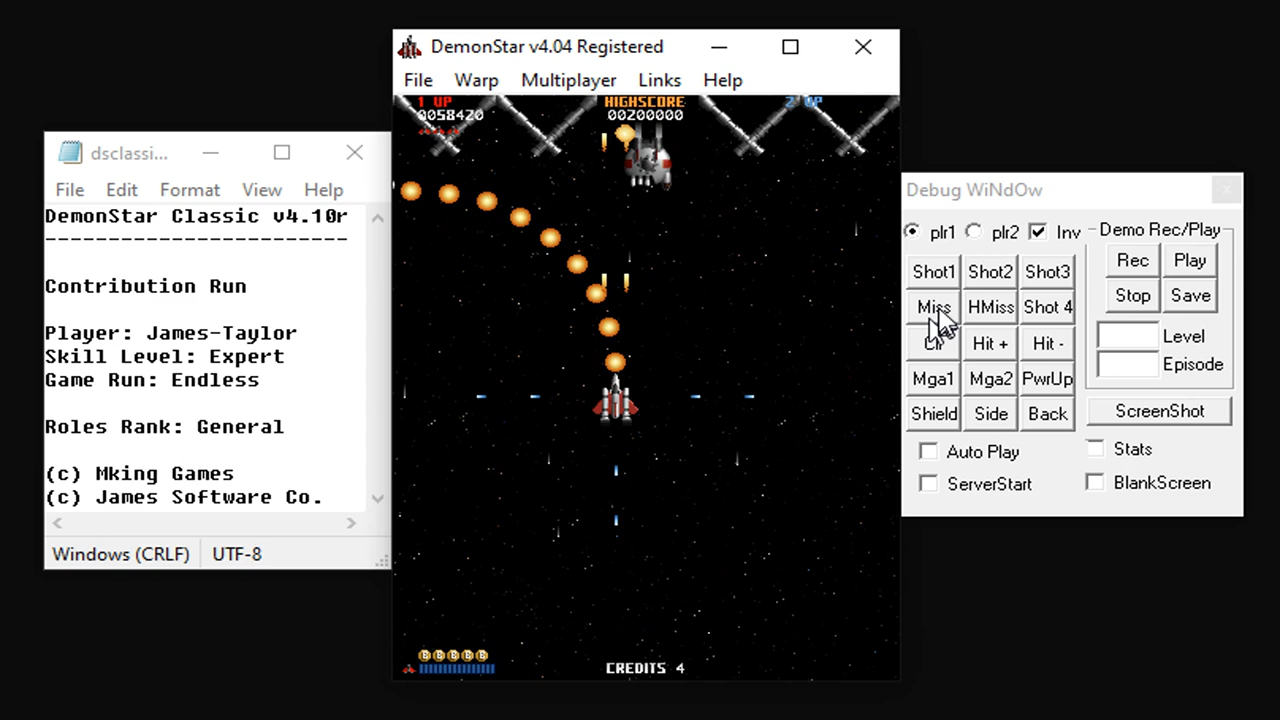 dsclassi...
File Edit Format View Help
DemonStar Classic v4.10r
------------------------
Contribution Run
Player: James-Taylor
Skill Level: Expert
Game Run: Endless
Roles Rank: General
(c) Mking Games
(c) James Software Co.
Windows (CRLF) UTF-8
DemonStar v4.04 Registered
File Warp Multiplayer Links Help
1 UP HIGHSCORE 2 UP
0058420 00200000
B B B B B
CREDITS 4
Debug WiNdOw
plr1 plr2 Inv
Shot1 Shot2 Shot3
Miss HMiss Shot 4
Hit + Hit -
Mga1 Mga2 PwrUp
Shield Side Back
Auto Play
ServerStart
Demo Rec/Play
Rec Play
Stop Save
Level
Episode
ScreenShot
Stats
BlankScreen